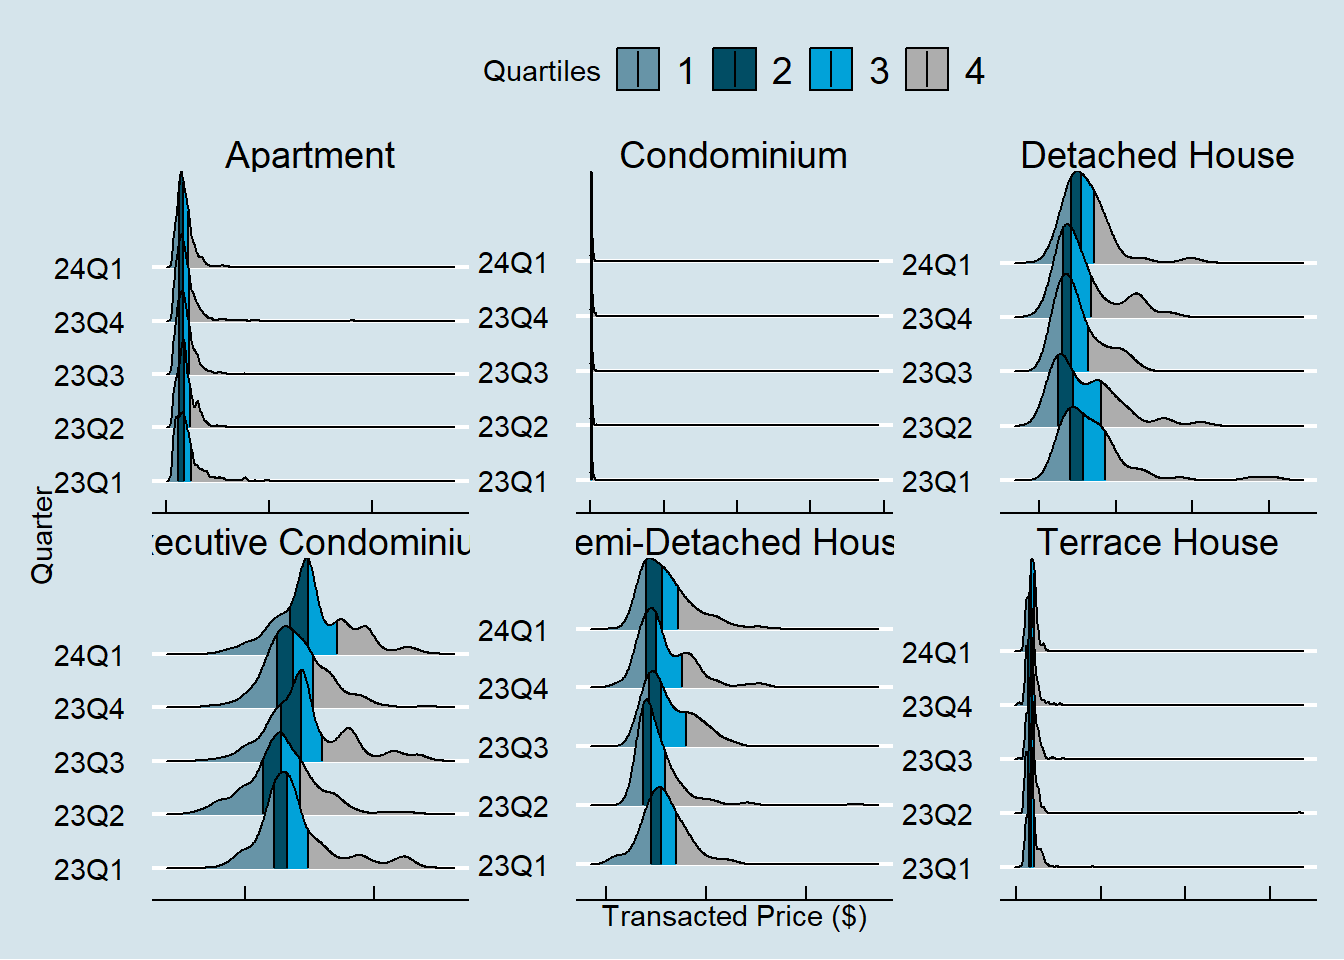 Quartiles 1 2 3 4
Apartment
Condominium
Detached House
24Q1
23Q4
23Q3
23Q2
23Q1
24Q1
23Q4
23Q3
23Q2
23Q1
24Q1
23Q4
23Q3
23Q2
23Q1
Quarter
xecutive Condominiu
emi-Detached Hous
Terrace House
24Q1
23Q4
23Q3
23Q2
23Q1
24Q1
23Q4
23Q3
23Q2
23Q1
24Q1
23Q4
23Q3
23Q2
23Q1
Transacted Price ($)